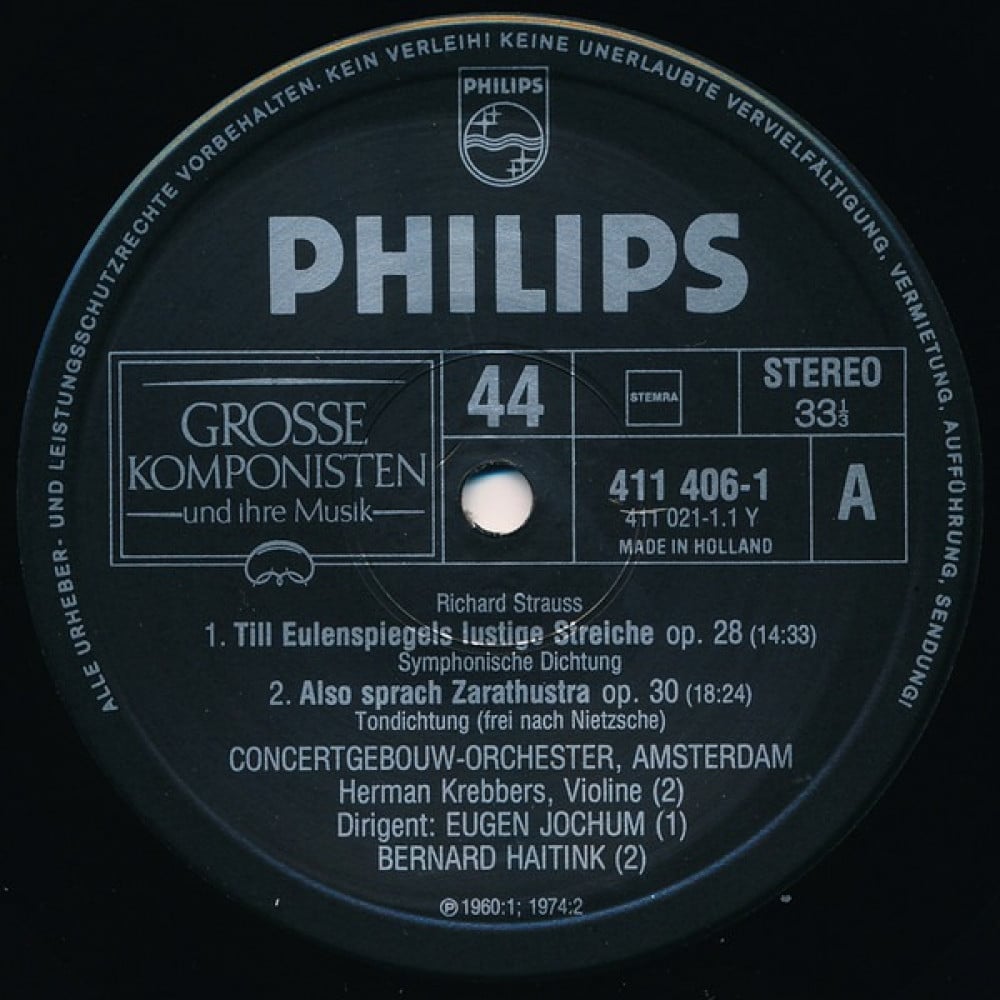 ALLE URHEBER- UND LEISTUNGSSCHUTZRECHTE VORBEHALTEN. KEIN VERLEIH! KEINE UNERLAUBTE VERVIELFÄLTIGUNG, VERMIETUNG, AUFFÜHRUNG, SENDUNG!
PHILIPS
PHILIPS
GROSSE
KOMPONISTEN
und ihre Musik
44
STEMRA
STEREO
33⅓
411 406-1
411 021-1.1 Y
MADE IN HOLLAND
A
Richard Strauss
1. Till Eulenspiegels lustige Streiche op. 28 (14:33)
Symphonische Dichtung
2. Also sprach Zarathustra op. 30 (18:24)
Tondichtung (frei nach Nietzsche)
CONCERTGEBOUW-ORCHESTER, AMSTERDAM
Herman Krebbers, Violine (2)
Dirigent: EUGEN JOCHUM (1)
BERNARD HAITINK (2)
℗ 1960:1; 1974:2